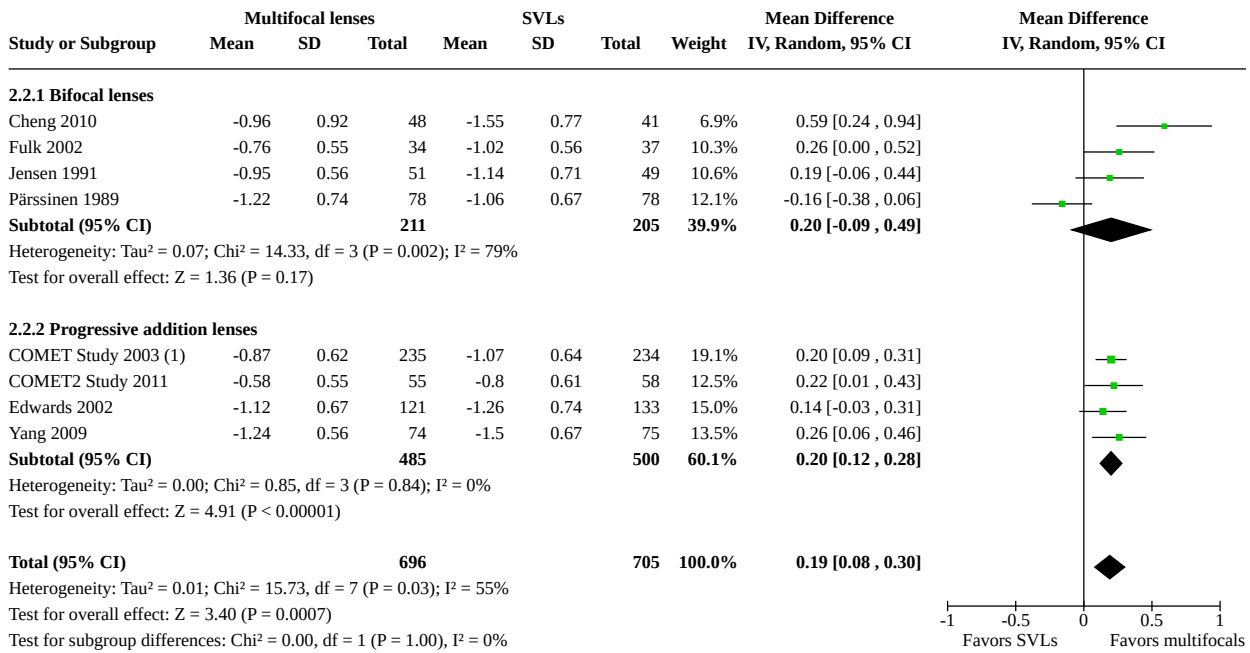 Multifocal lenses SVLs Mean Difference Mean Difference
Study or Subgroup Mean SD Total Mean SD Total Weight IV, Random, 95% CI IV, Random, 95% CI
2.2.1 Bifocal lenses
Cheng 2010 -0.96 0.92 48 -1.55 0.77 41 6.9% 0.59 [0.24 , 0.94]
Fulk 2002 -0.76 0.55 34 -1.02 0.56 37 10.3% 0.26 [0.00 , 0.52]
Jensen 1991 -0.95 0.56 51 -1.14 0.71 49 10.6% 0.19 [-0.06 , 0.44]
Pärssinen 1989 -1.22 0.74 78 -1.06 0.67 78 12.1% -0.16 [-0.38 , 0.06]
Subtotal (95% CI) 211 205 39.9% 0.20 [-0.09 , 0.49]
Heterogeneity: Tau² = 0.07; Chi² = 14.33, df = 3 (P = 0.002); I² = 79%
Test for overall effect: Z = 1.36 (P = 0.17)
2.2.2 Progressive addition lenses
COMET Study 2003 (1) -0.87 0.62 235 -1.07 0.64 234 19.1% 0.20 [0.09 , 0.31]
COMET2 Study 2011 -0.58 0.55 55 -0.8 0.61 58 12.5% 0.22 [0.01 , 0.43]
Edwards 2002 -1.12 0.67 121 -1.26 0.74 133 15.0% 0.14 [-0.03 , 0.31]
Yang 2009 -1.24 0.56 74 -1.5 0.67 75 13.5% 0.26 [0.06 , 0.46]
Subtotal (95% CI) 485 500 60.1% 0.20 [0.12 , 0.28]
Heterogeneity: Tau² = 0.00; Chi² = 0.85, df = 3 (P = 0.84); I² = 0%
Test for overall effect: Z = 4.91 (P < 0.00001)
Total (95% CI) 696 705 100.0% 0.19 [0.08 , 0.30]
Heterogeneity: Tau² = 0.01; Chi² = 15.73, df = 7 (P = 0.03); I² = 55%
Test for overall effect: Z = 3.40 (P = 0.0007)
Test for subgroup differences: Chi² = 0.00, df = 1 (P = 1.00), I² = 0%
-1 -0.5 0 0.5 1
Favors SVLs Favors multifocals